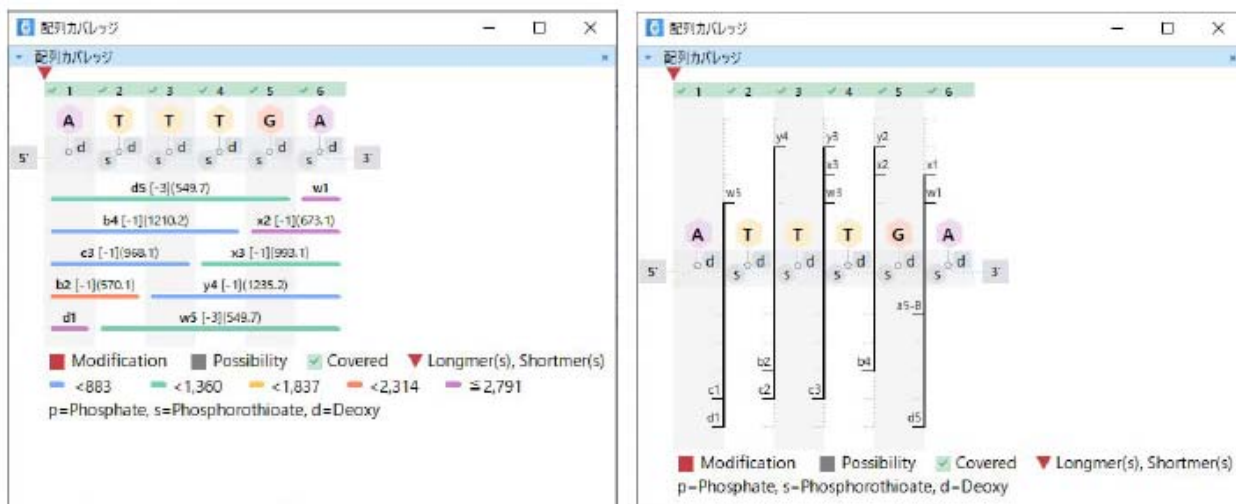 配列カバレッジ
配列カバレッジ
1 2 3 4 5 6
A T T T G A
d d d d d d
5' s s s s s 3'
d5 [-3](549.7) w1
b4 [-1](1210.2) x2 [-1](673.1)
c3 [-1](968.1) x3 [-1](993.1)
b2 [-1](570.1) y4 [-1](1235.2)
d1 w5 [-3](549.7)
Modification Possibility Covered Longmer(s), Shortmer(s)
<883 <1,360 <1,837 <2,314 ≦2,791
p=Phosphate, s=Phosphorothioate, d=Deoxy
配列カバレッジ
配列カバレッジ
1 2 3 4 5 6
y4 y3 y2
x3 x2 x1
w5 w3 w1
A T T T G A
d d d d d d
5' s s s s s 3'
a5-B
b2 b4
c1 c2 c3
d1 d5
Modification Possibility Covered Longmer(s), Shortmer(s)
p=Phosphate, s=Phosphorothioate, d=Deoxy